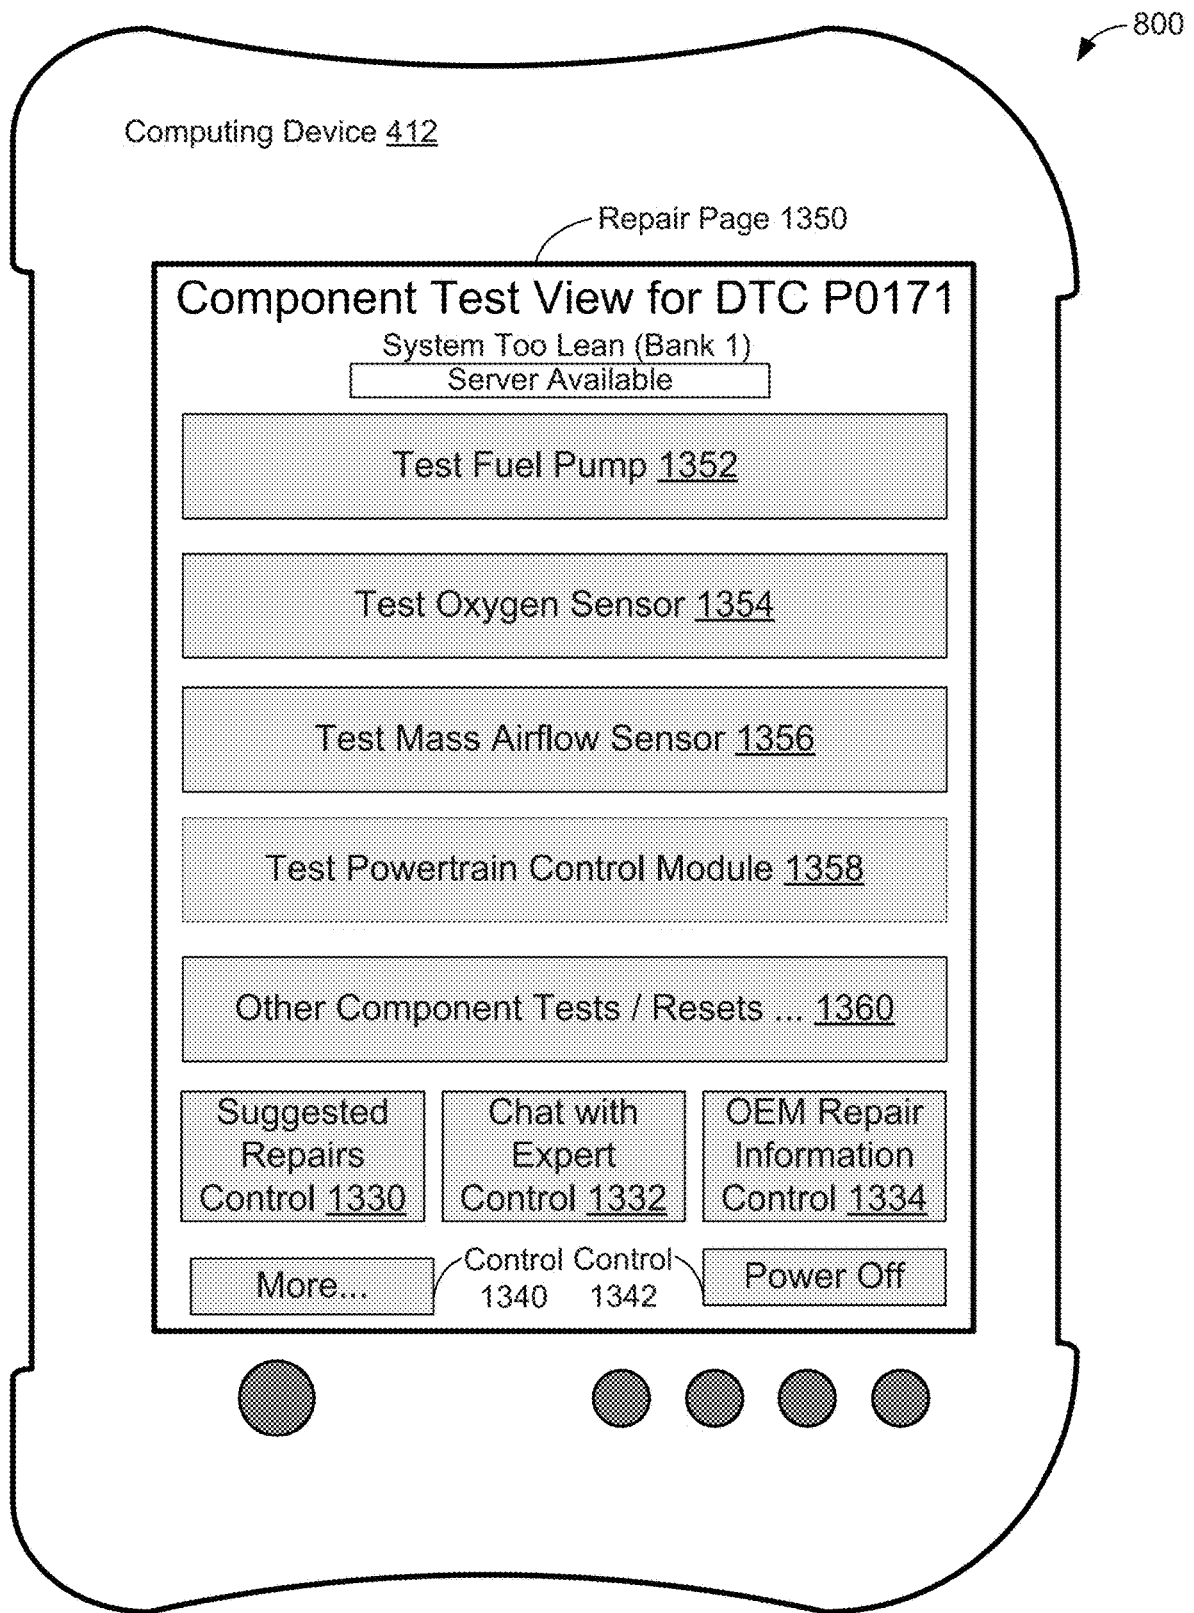 800
Computing Device 412
Repair Page 1350
Component Test View for DTC P0171
System Too Lean (Bank 1)
Server Available
Test Fuel Pump 1352
Test Oxygen Sensor 1354
Test Mass Airflow Sensor 1356
Test Powertrain Control Module 1358
Other Component Tests / Resets ... 1360
Suggested
Repairs
Control 1330
Chat with
Expert
Control 1332
OEM Repair
Information
Control 1334
More...
Control
1340
Control
1342
Power Off